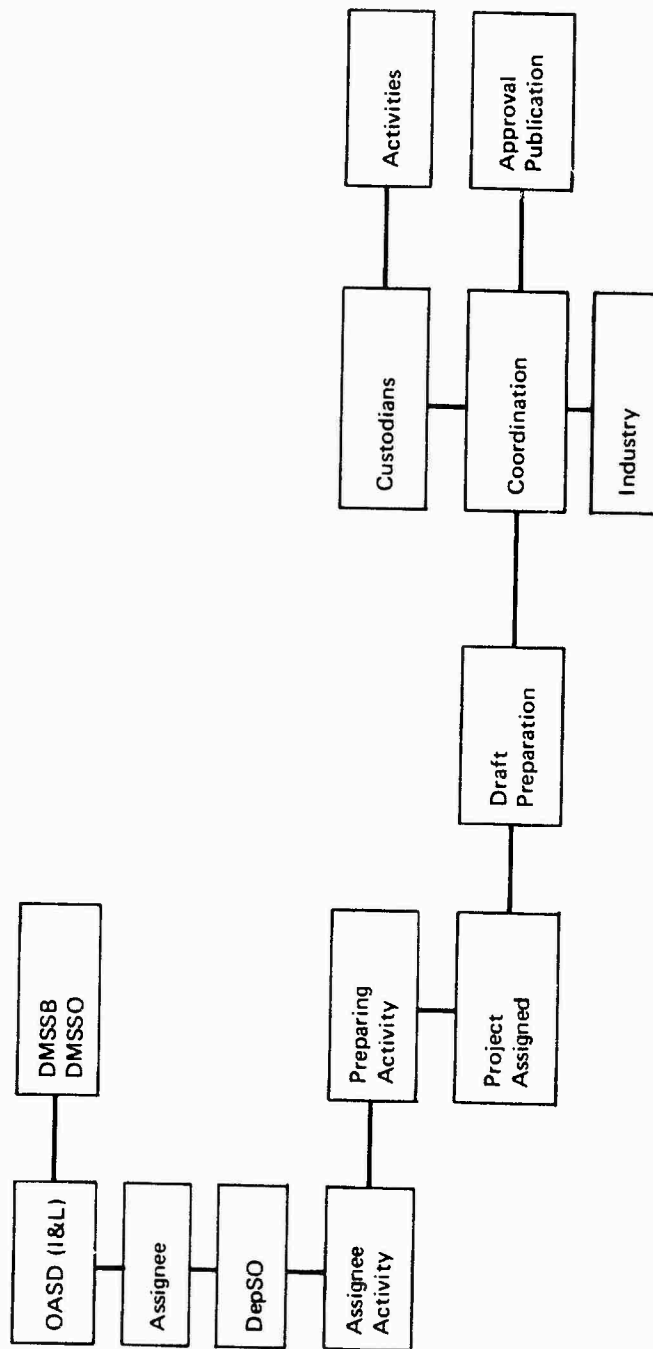 OASD (I&L)
DMSSB
DMSSO
Assignee
DepSO
Assignee
Activity
Preparing
Activity
Project
Assigned
Draft
Preparation
Custodians
Activities
Coordination
Approval
Publication
Industry